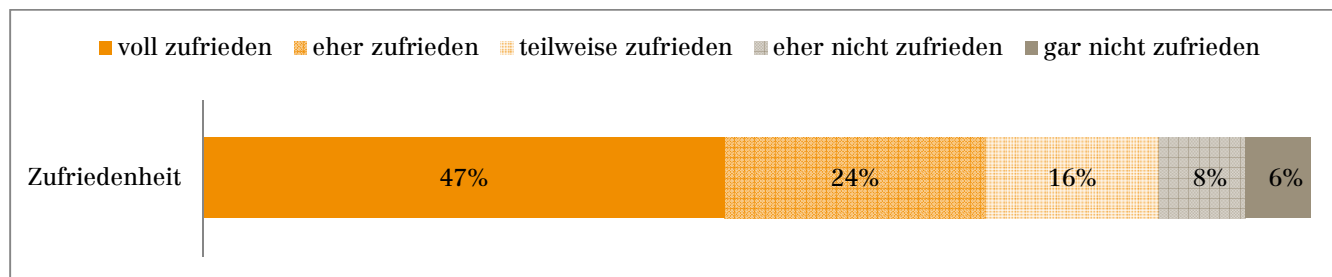 voll zufrieden eher zufrieden teilweise zufrieden eher nicht zufrieden gar nicht zufrieden
Zufriedenheit 47% 24% 16% 8% 6%